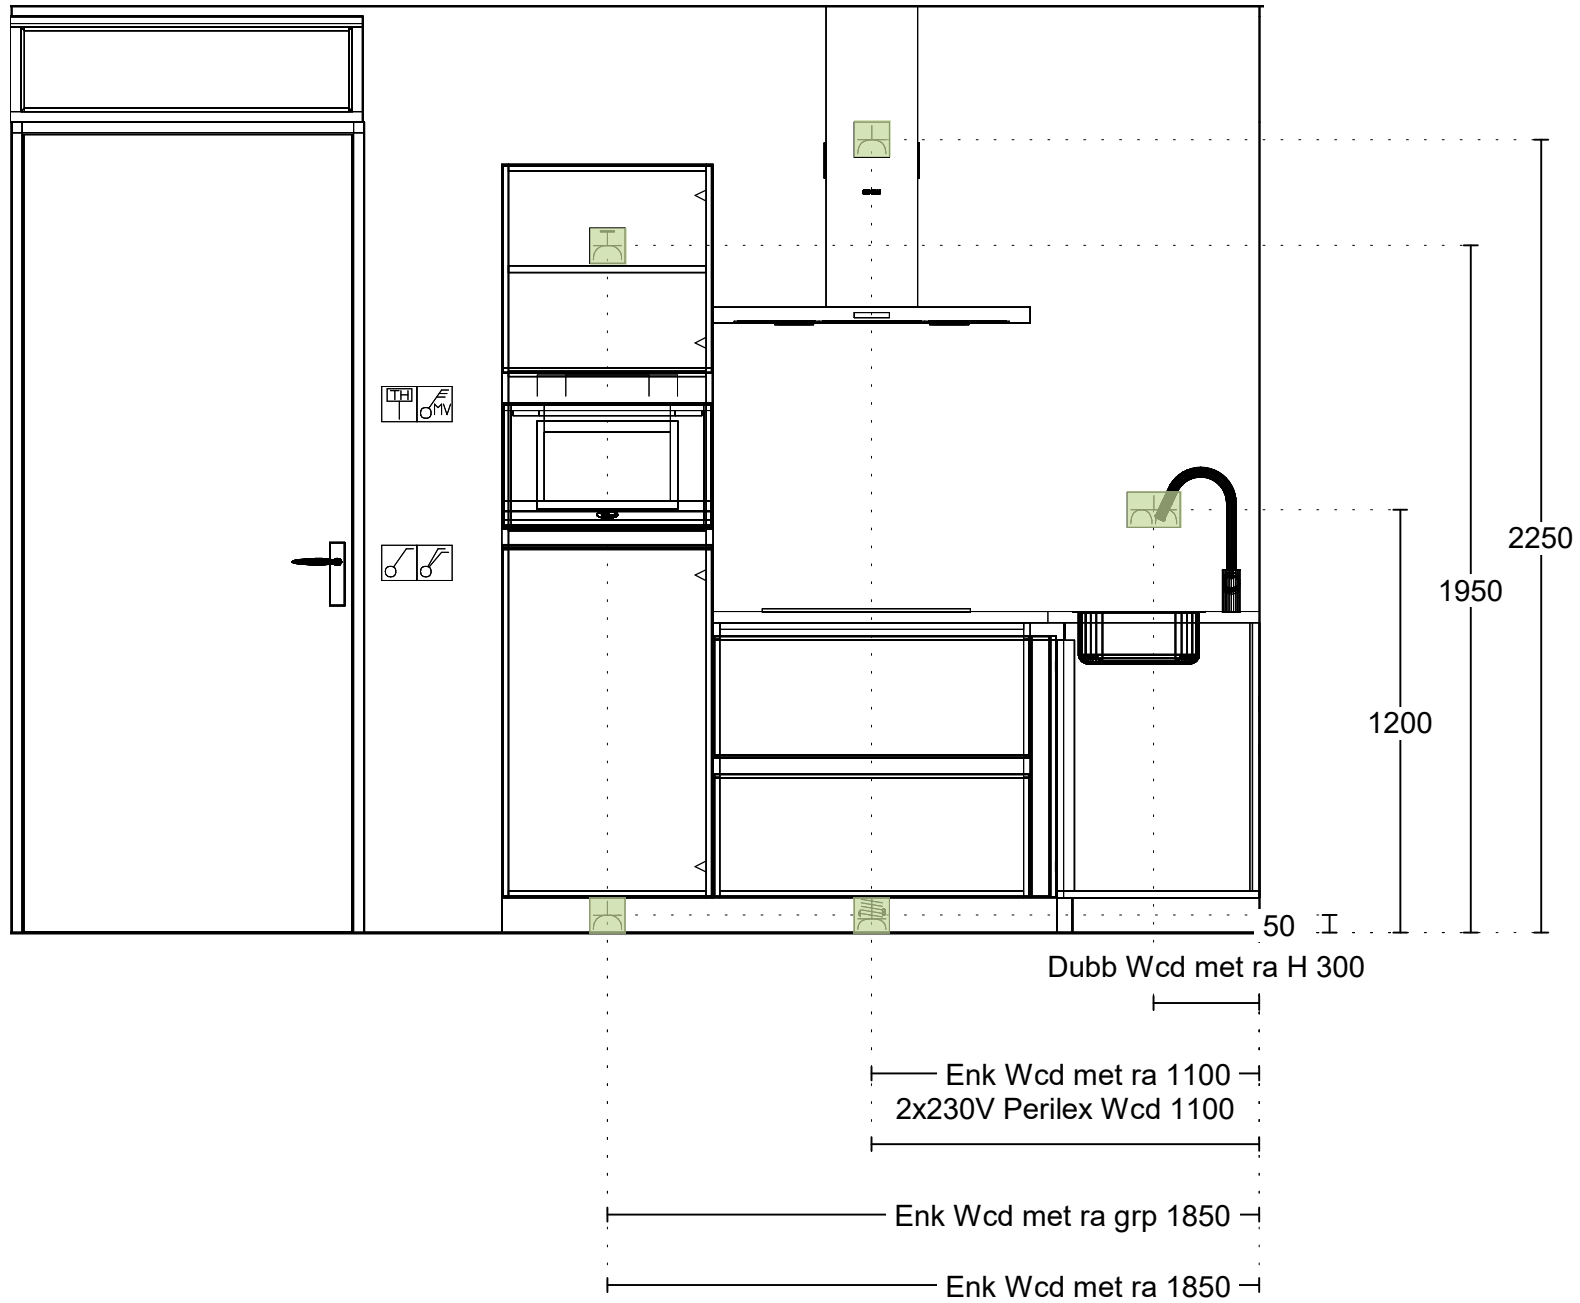 TH
MV
2250
1950
1200
50
Dubb Wcd met ra H 300
Enk Wcd met ra 1100
2x230V Perilex Wcd 1100
Enk Wcd met ra grp 1850
Enk Wcd met ra 1850